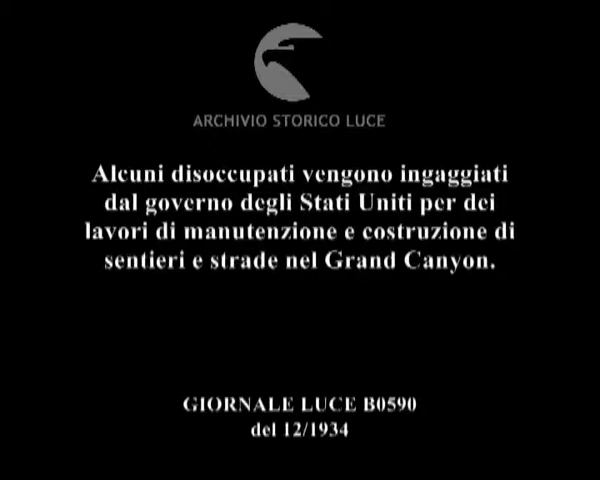 ARCHIVIO STORICO LUCE
Alcuni disoccupati vengono ingaggiati
dal governo degli Stati Uniti per dei
lavori di manutenzione e costruzione di
sentieri e strade nel Grand Canyon.
GIORNALE LUCE B0590
del 12/1934